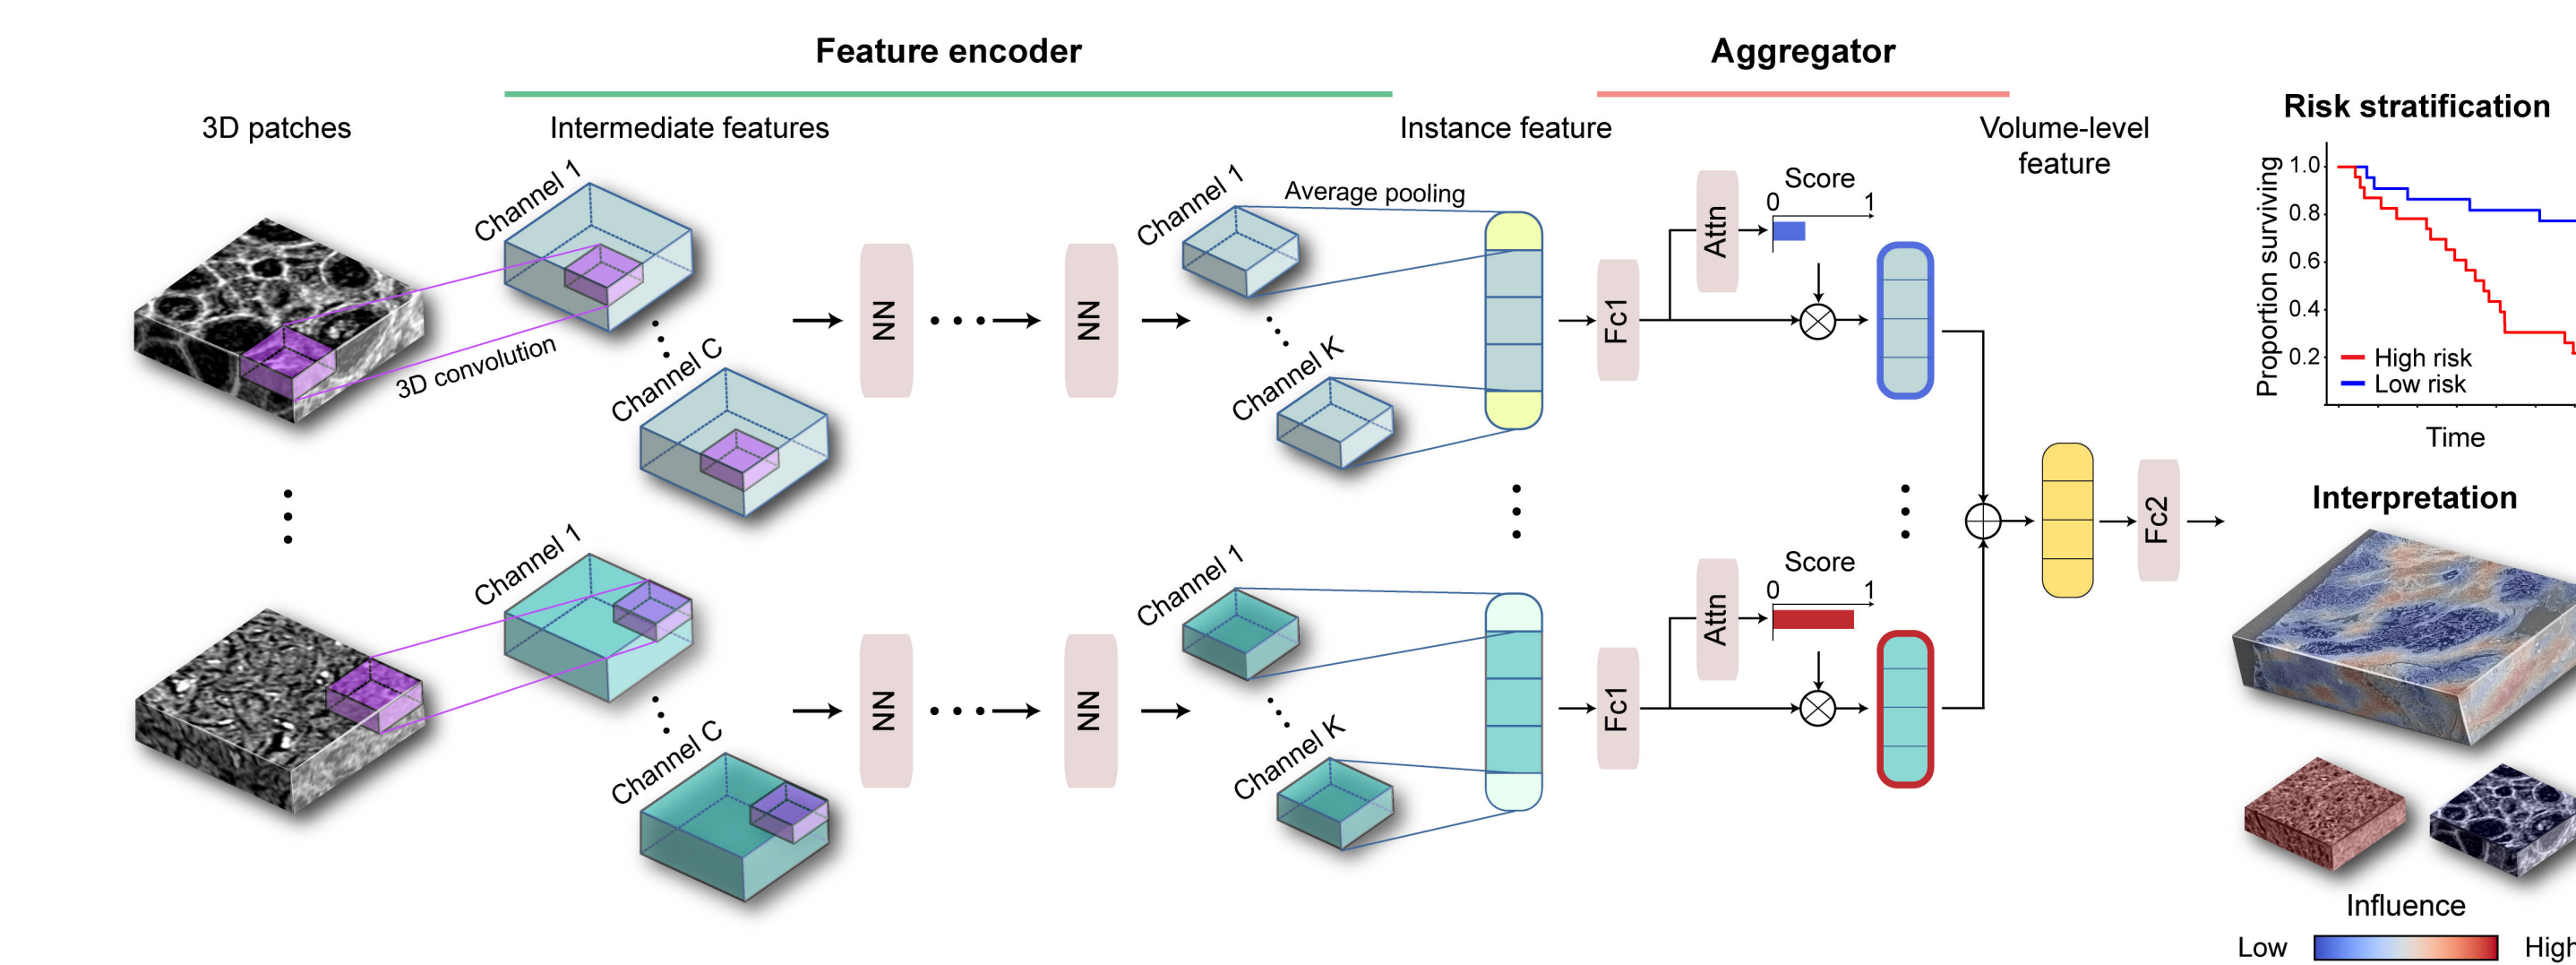 Feature encoder
Aggregator
3D patches
Intermediate features
Instance feature
Volume-level
feature
Channel 1
3D convolution
Channel C
NN
NN
Channel 1
Average pooling
Channel K
Fc1
Attn
Score
0 1
Channel 1
Channel C
NN
NN
Channel 1
Channel K
Fc1
Attn
Score
0 1
Fc2
Risk stratification
Proportion surviving
1.0
0.8
0.6
0.4
0.2
High risk
Low risk
Time
Interpretation
Influence
Low High